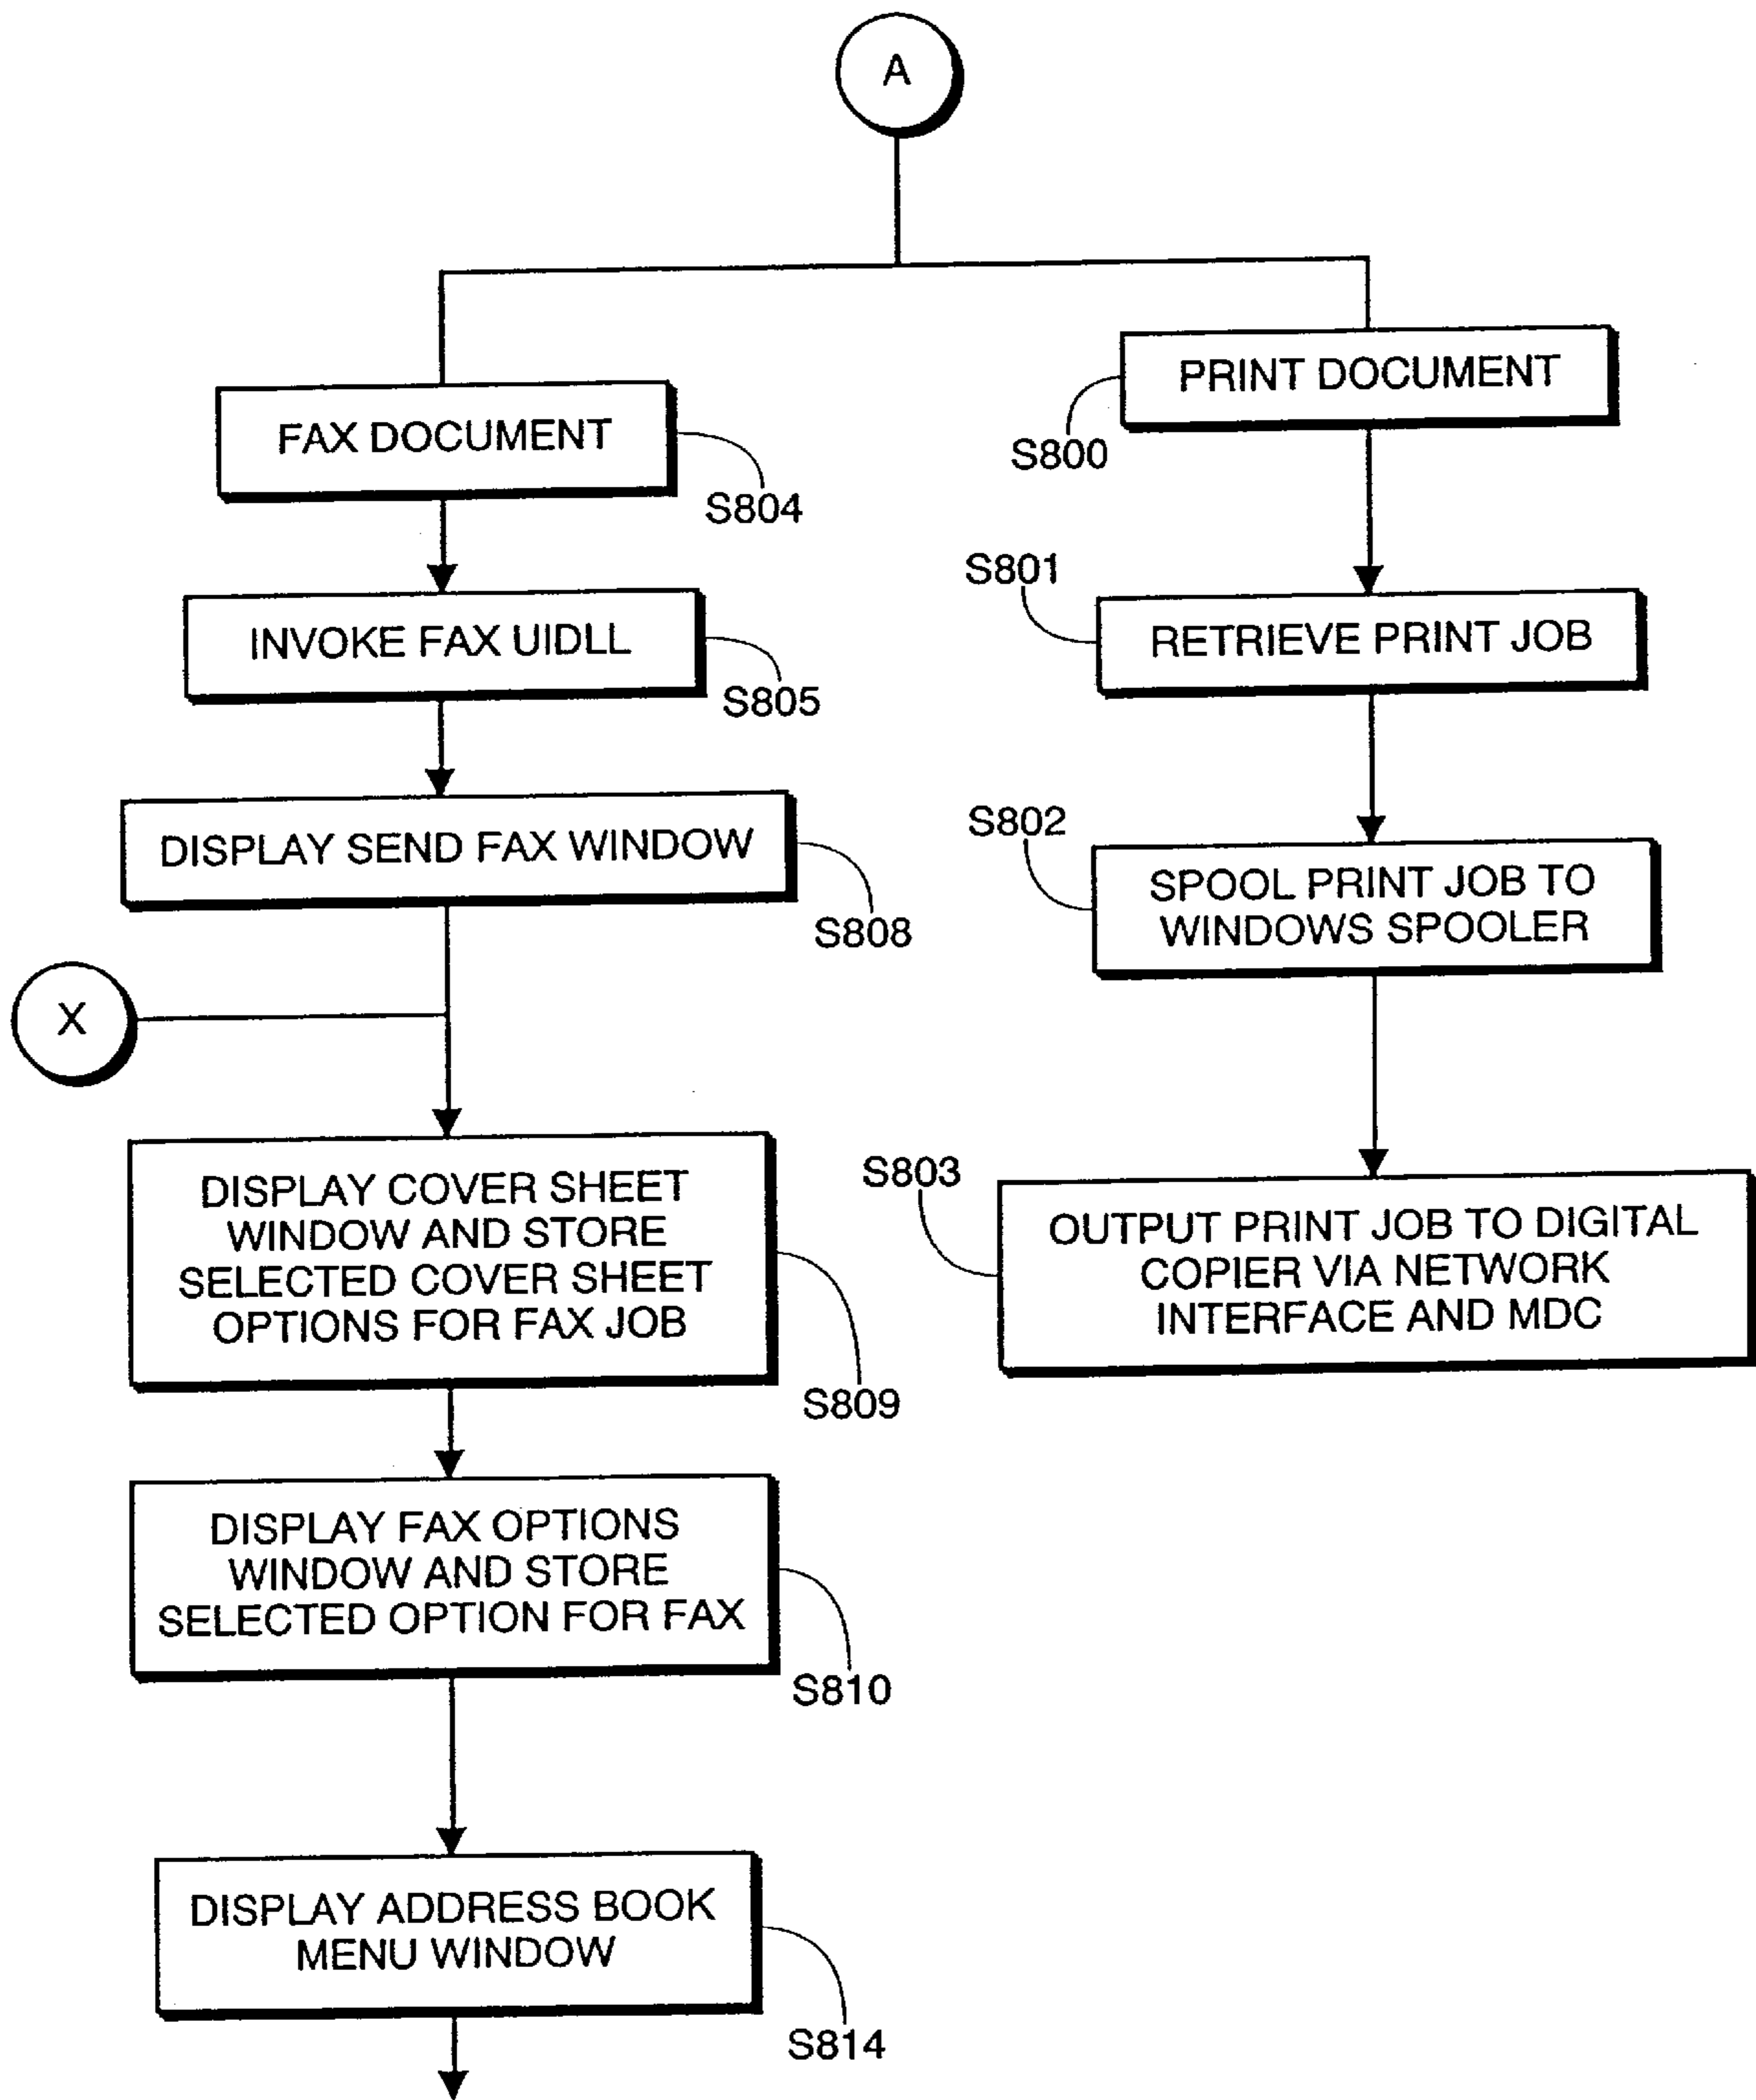 A
FAX DOCUMENT
S804
INVOKE FAX UIDLL
S805
DISPLAY SEND FAX WINDOW
S808
X
DISPLAY COVER SHEET
WINDOW AND STORE
SELECTED COVER SHEET
OPTIONS FOR FAX JOB
S809
DISPLAY FAX OPTIONS
WINDOW AND STORE
SELECTED OPTION FOR FAX
S810
DISPLAY ADDRESS BOOK
MENU WINDOW
S814
PRINT DOCUMENT
S800
S801
RETRIEVE PRINT JOB
S802
SPOOL PRINT JOB TO
WINDOWS SPOOLER
S803
OUTPUT PRINT JOB TO DIGITAL
COPIER VIA NETWORK
INTERFACE AND MDC